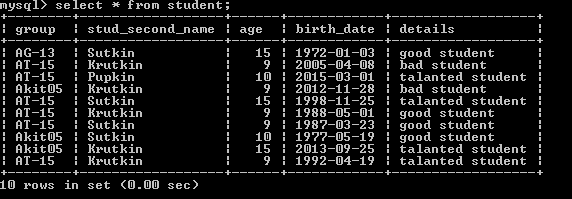 mysql> select * from student;
| group | stud_second_name | age | birth_date | details |
| AG-13 | Sutkin | 15 | 1972-01-03 | good student |
| AT-15 | Krutkin | 9 | 2005-04-08 | bad student |
| AT-15 | Pupkin | 10 | 2015-03-01 | talanted student |
| Akit05 | Krutkin | 9 | 2012-11-28 | bad student |
| AT-15 | Sutkin | 15 | 1998-11-25 | talanted student |
| AT-15 | Krutkin | 9 | 1988-05-01 | good student |
| AT-15 | Sutkin | 9 | 1987-03-23 | good student |
| Akit05 | Sutkin | 10 | 1977-05-19 | good student |
| Akit05 | Krutkin | 15 | 2013-09-25 | talanted student |
| AT-15 | Krutkin | 9 | 1992-04-19 | talanted student |
10 rows in set (0.00 sec)